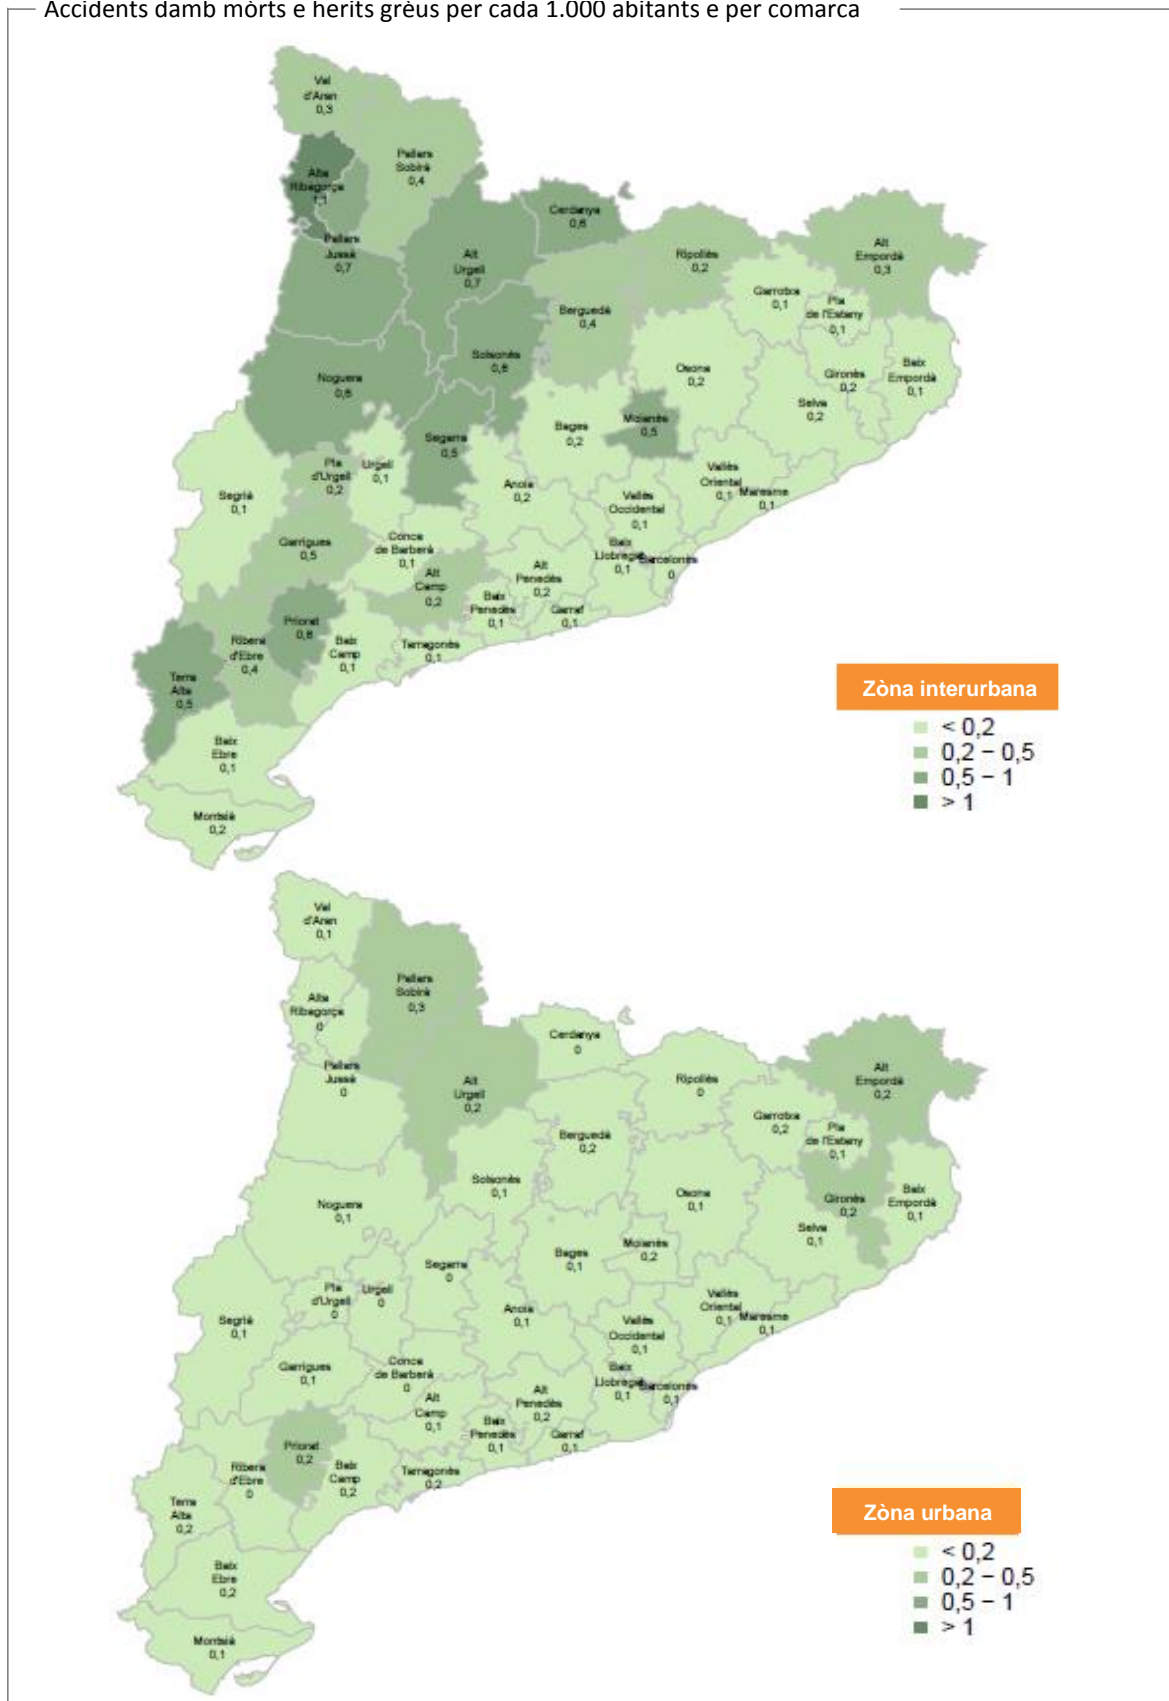 Accidents damb mòrts e herits grèus per cada 1.000 abitants e per comarca
Val
d'Aran
0,3
Alta
Ribagorça
1,1
Pallars
Sobirà
0,4
Pallars
Jussà
0,7
Alt
Urgell
0,7
Cerdanya
0,6
Ripollès
0,2
Alt
Empordà
0,3
Garrotxa
0,1
Pla
de l'Estany
0,1
Berguedà
0,4
Solsonès
0,8
Noguera
0,6
Osona
0,2
Gironès
0,2
Baix
Empordà
0,1
Selva
0,2
Moianès
0,5
Bages
0,2
Segarra
0,5
Pla
d'Urgell
0,2
Urgell
0,1
Segrià
0,1
Anoia
0,2
Vallès
Oriental
0,1
Maresme
0,1
Vallès
Occidental
0,1
Garrigues
0,5
Conca
de Barberà
0,1
Baix
Llobregat
0,1
Barcelonès
0
Alt
Camp
0,2
Alt
Penedès
0,2
Baix
Penedès
0,1
Garraf
0,1
Priorat
0,8
Ribera
d'Ebre
0,4
Baix
Camp
0,1
Tarragonès
0,1
Terra
Alta
0,5
Baix
Ebre
0,1
Montsià
0,2
Zòna interurbana
< 0,2
0,2 – 0,5
0,5 – 1
> 1
Val
d'Aran
0,1
Alta
Ribagorça
0
Pallars
Sobirà
0,3
Pallars
Jussà
0
Alt
Urgell
0,2
Cerdanya
0
Ripollès
0
Alt
Empordà
0,2
Garrotxa
0,2
Pla
de l'Estany
0,1
Berguedà
0,2
Solsonès
0,1
Noguera
0,1
Osona
0,1
Gironès
0,2
Baix
Empordà
0,1
Selva
0,1
Moianès
0,2
Bages
0,1
Segarra
0
Pla
d'Urgell
0
Urgell
0
Segrià
0,1
Anoia
0,1
Vallès
Oriental
0,1
Maresme
0,1
Vallès
Occidental
0,1
Garrigues
0,1
Conca
de Barberà
0
Baix
Llobregat
0,1
Barcelonès
0,1
Alt
Camp
0,1
Alt
Penedès
0,2
Baix
Penedès
0,1
Garraf
0,1
Priorat
0,2
Ribera
d'Ebre
0
Baix
Camp
0,2
Tarragonès
0,2
Terra
Alta
0,2
Baix
Ebre
0,2
Montsià
0,1
Zòna urbana
< 0,2
0,2 – 0,5
0,5 – 1
> 1